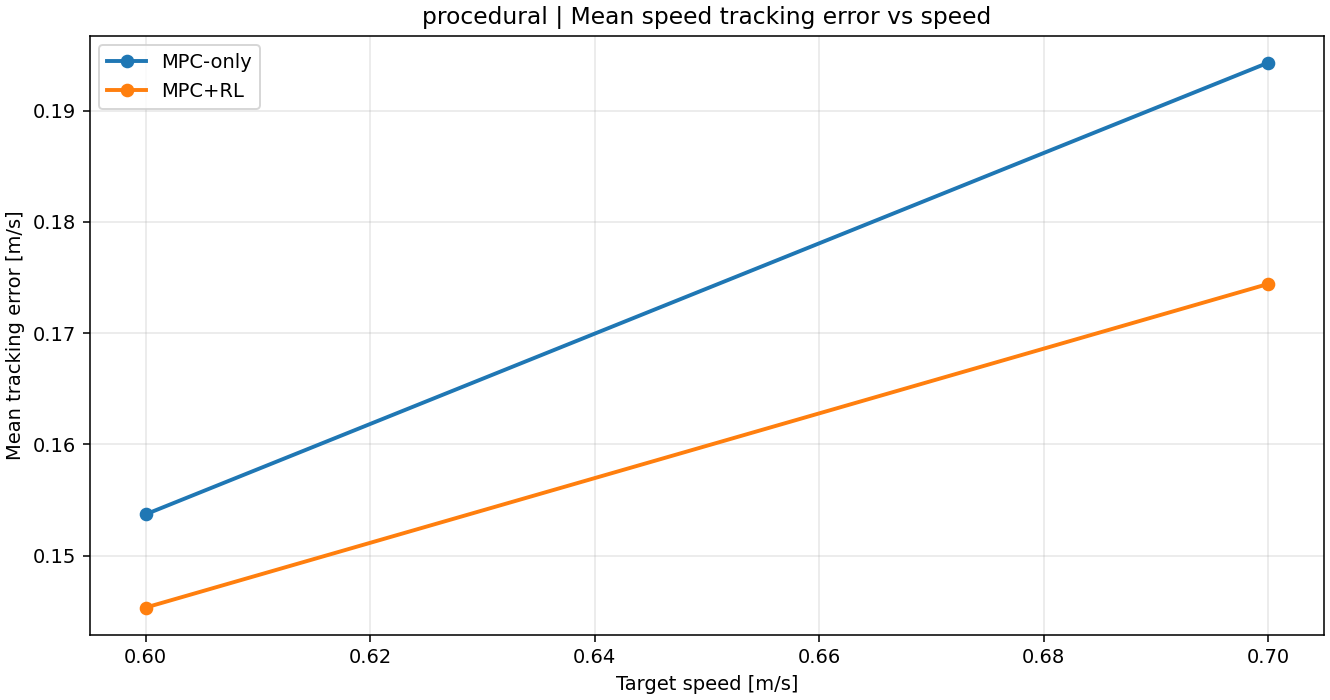 procedural | Mean speed tracking error vs speed
MPC-only
MPC+RL
Mean tracking error [m/s]
0.19
0.18
0.17
0.16
0.15
0.60 0.62 0.64 0.66 0.68 0.70
Target speed [m/s]